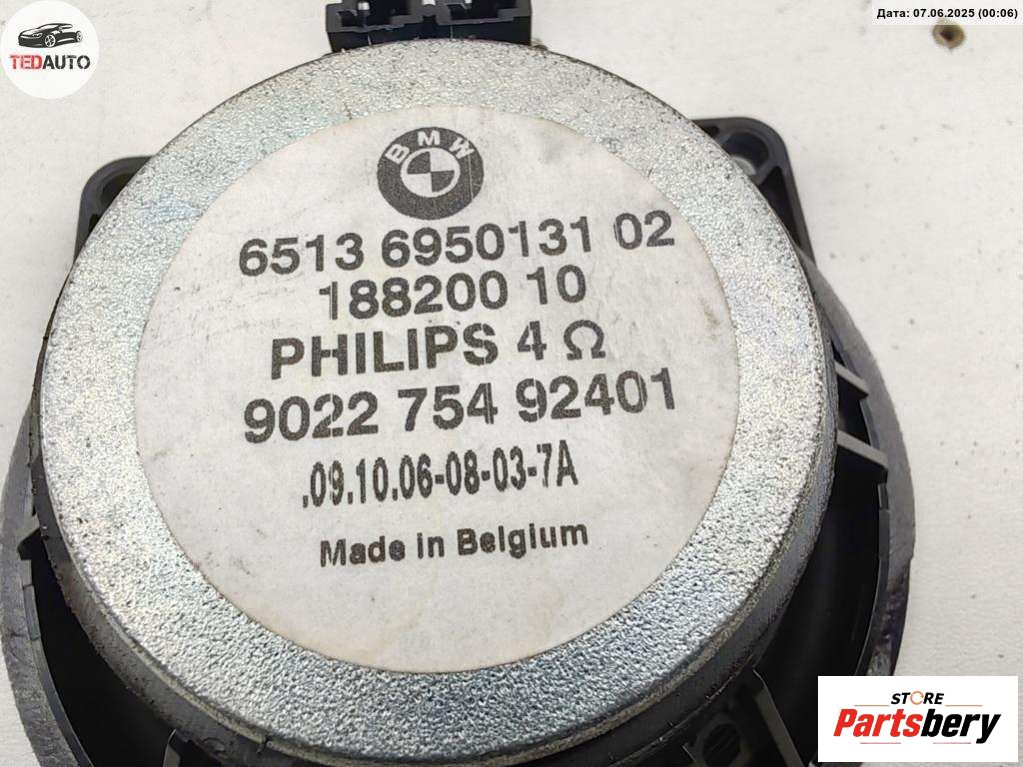 Дата: 07.06.2025 (00:06)
TEDAUTO
BMW
6513 6950131 02
188200 10
PHILIPS 4 Ω
9022 754 92401
.09.10.06-08-03-7A
Made in Belgium
STORE
Partsbery